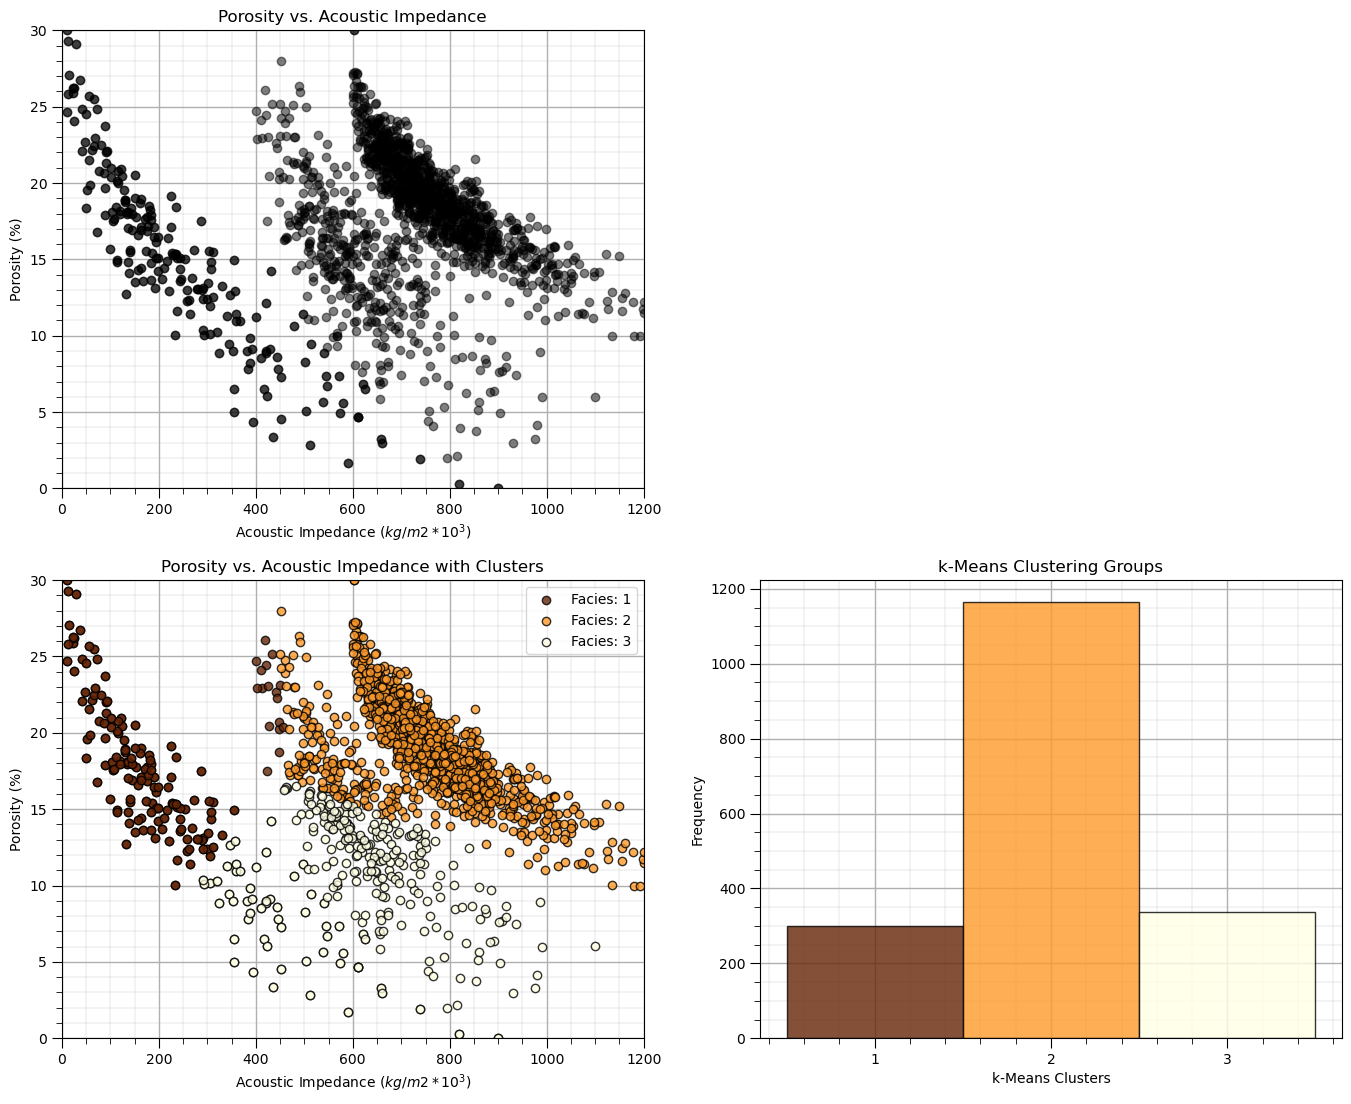 Porosity vs. Acoustic Impedance
30
25
20
15
10
5
0
Porosity (%)
0 200 400 600 800 1000 1200
Acoustic Impedance (kg/m2 * 10³)
Porosity vs. Acoustic Impedance with Clusters
30
25
20
15
10
5
0
Porosity (%)
Facies: 1
Facies: 2
Facies: 3
0 200 400 600 800 1000 1200
Acoustic Impedance (kg/m2 * 10³)
k-Means Clustering Groups
1200
1000
800
600
400
200
0
Frequency
1 2 3
k-Means Clusters